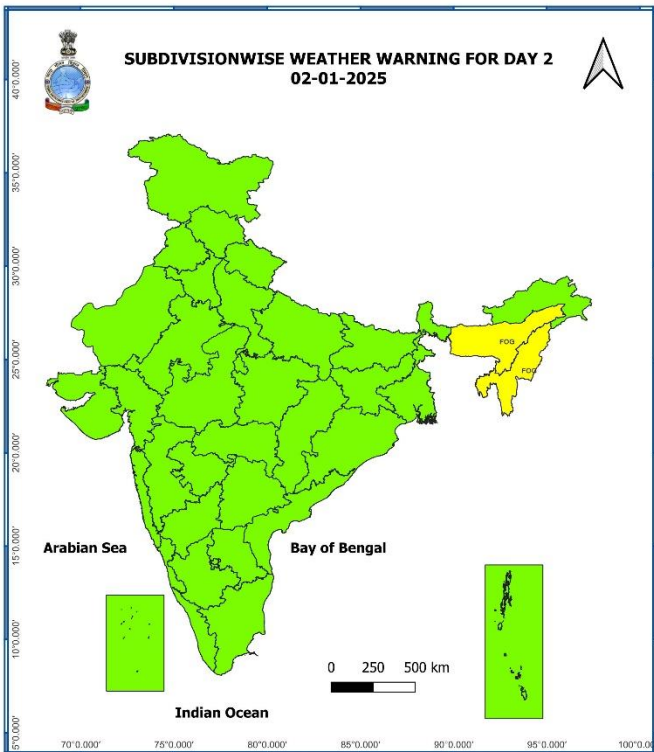 SUBDIVISIONWISE WEATHER WARNING FOR DAY 2
02-01-2025
40°0.000'
35°0.000'
30°0.000'
25°0.000'
20°0.000'
15°0.000'
10°0.000'
5°0.000'
FOG
FOG
Arabian Sea
Bay of Bengal
0 250 500 km
Indian Ocean
70°0.000' 75°0.000' 80°0.000' 85°0.000' 90°0.000' 95°0.000' 100°0.000'